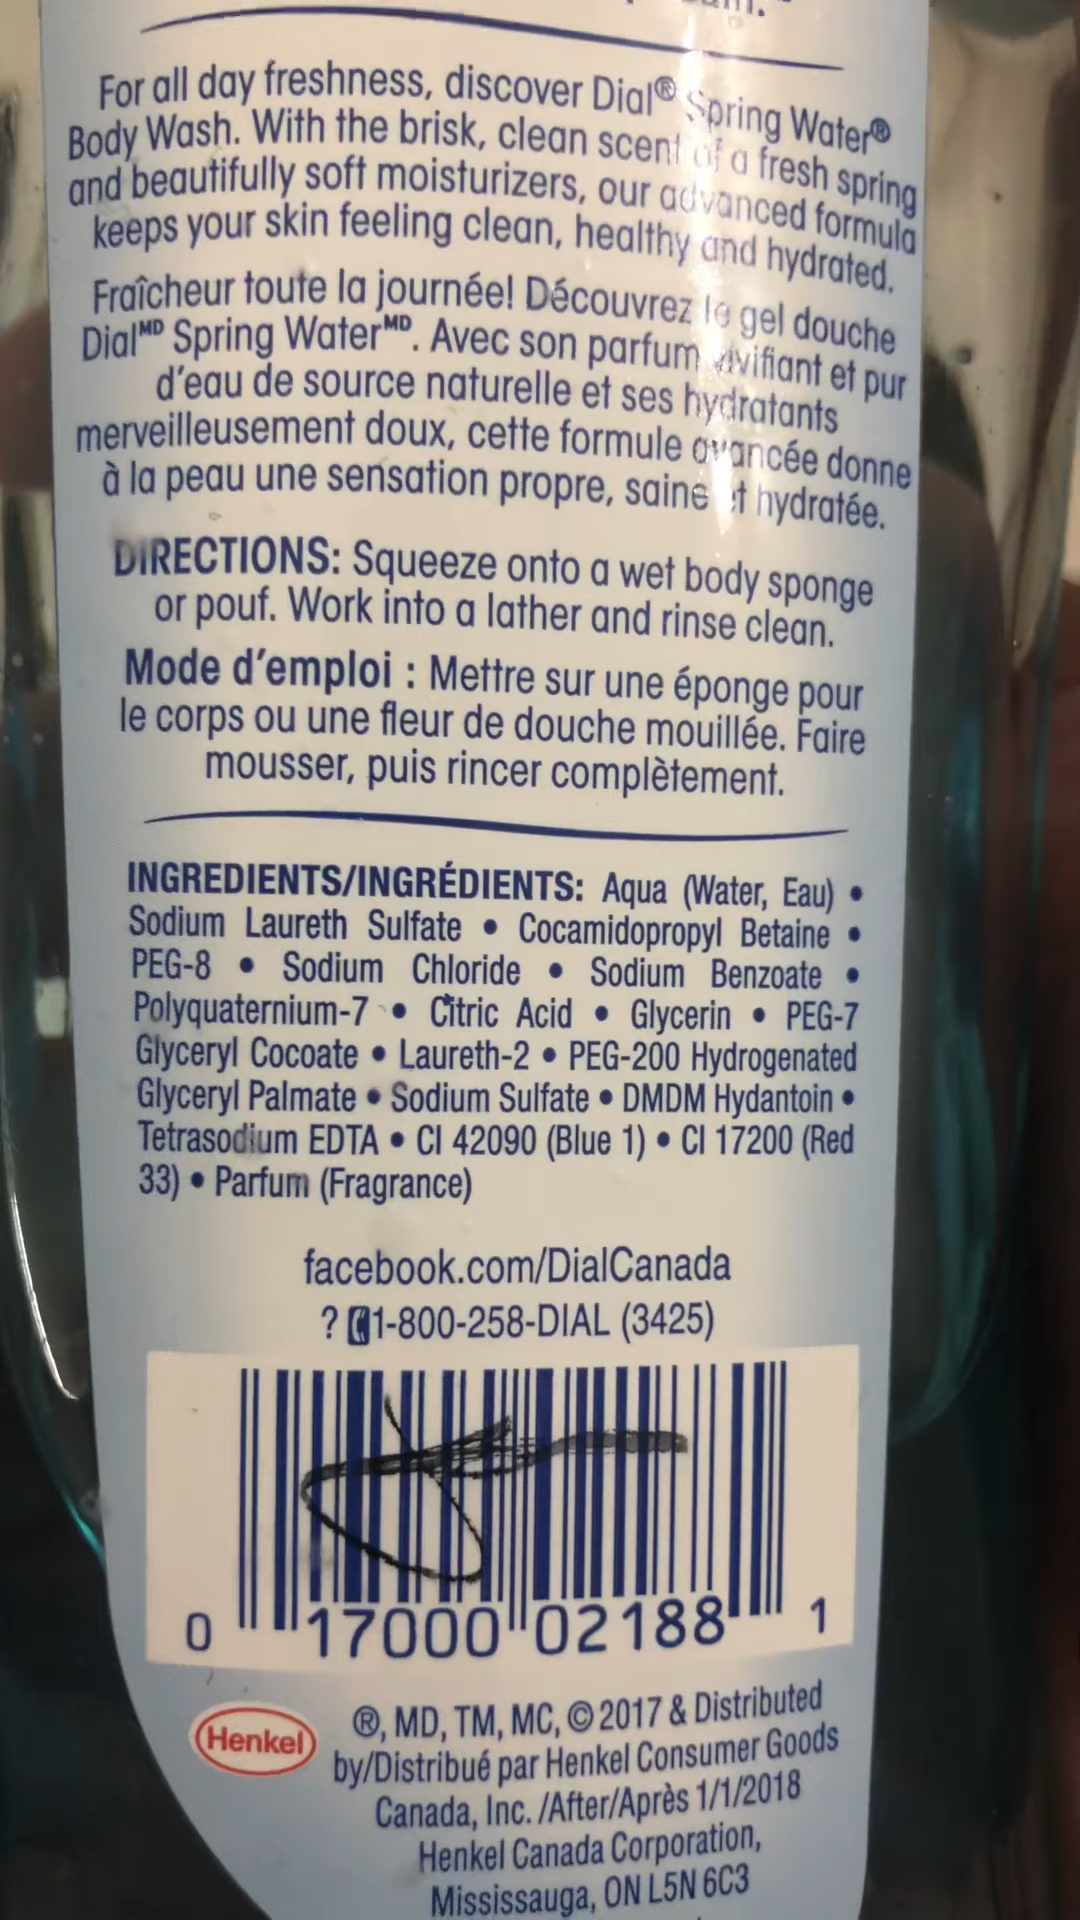 For all day freshness, discover Dial® Spring Water®
Body Wash. With the brisk, clean scent of a fresh spring
and beautifully soft moisturizers, our advanced formula
keeps your skin feeling clean, healthy and hydrated.
Fraîcheur toute la journée! Découvrez le gel douche
Dialᴹᴰ Spring Waterᴹᴰ. Avec son parfum vivifiant et pur
d'eau de source naturelle et ses hydratants
merveilleusement doux, cette formule avancée donne
à la peau une sensation propre, saine et hydratée.
DIRECTIONS: Squeeze onto a wet body sponge
or pouf. Work into a lather and rinse clean.
Mode d'emploi : Mettre sur une éponge pour
le corps ou une fleur de douche mouillée. Faire
mousser, puis rincer complètement.
INGREDIENTS/INGRÉDIENTS: Aqua (Water, Eau) •
Sodium Laureth Sulfate • Cocamidopropyl Betaine •
PEG-8 • Sodium Chloride • Sodium Benzoate •
Polyquaternium-7 • Citric Acid • Glycerin • PEG-7
Glyceryl Cocoate • Laureth-2 • PEG-200 Hydrogenated
Glyceryl Palmate • Sodium Sulfate • DMDM Hydantoin •
Tetrasodium EDTA • CI 42090 (Blue 1) • CI 17200 (Red
33) • Parfum (Fragrance)
facebook.com/DialCanada
? 1-800-258-DIAL (3425)
0 17000 02188 1
Henkel
®, MD, TM, MC, © 2017 & Distributed
by/Distribué par Henkel Consumer Goods
Canada, Inc. /After/Après 1/1/2018
Henkel Canada Corporation,
Mississauga, ON L5N 6C3